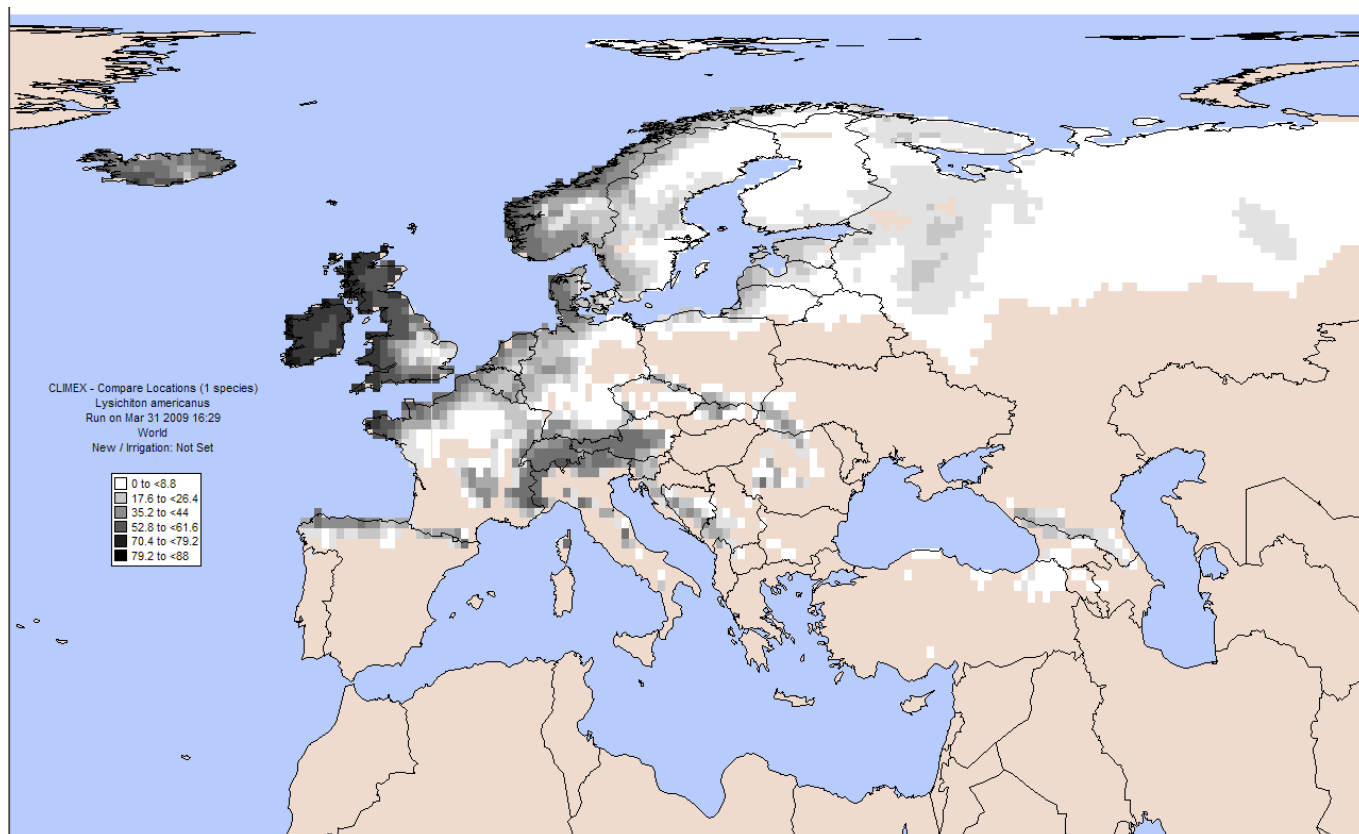 CLIMEX - Compare Locations (1 species)
Lysichiton americanus
Run on Mar 31 2009 16:29
World
New / Irrigation: Not Set
0 to <8.8
17.6 to <26.4
35.2 to <44
52.8 to <61.6
70.4 to <79.2
79.2 to <88